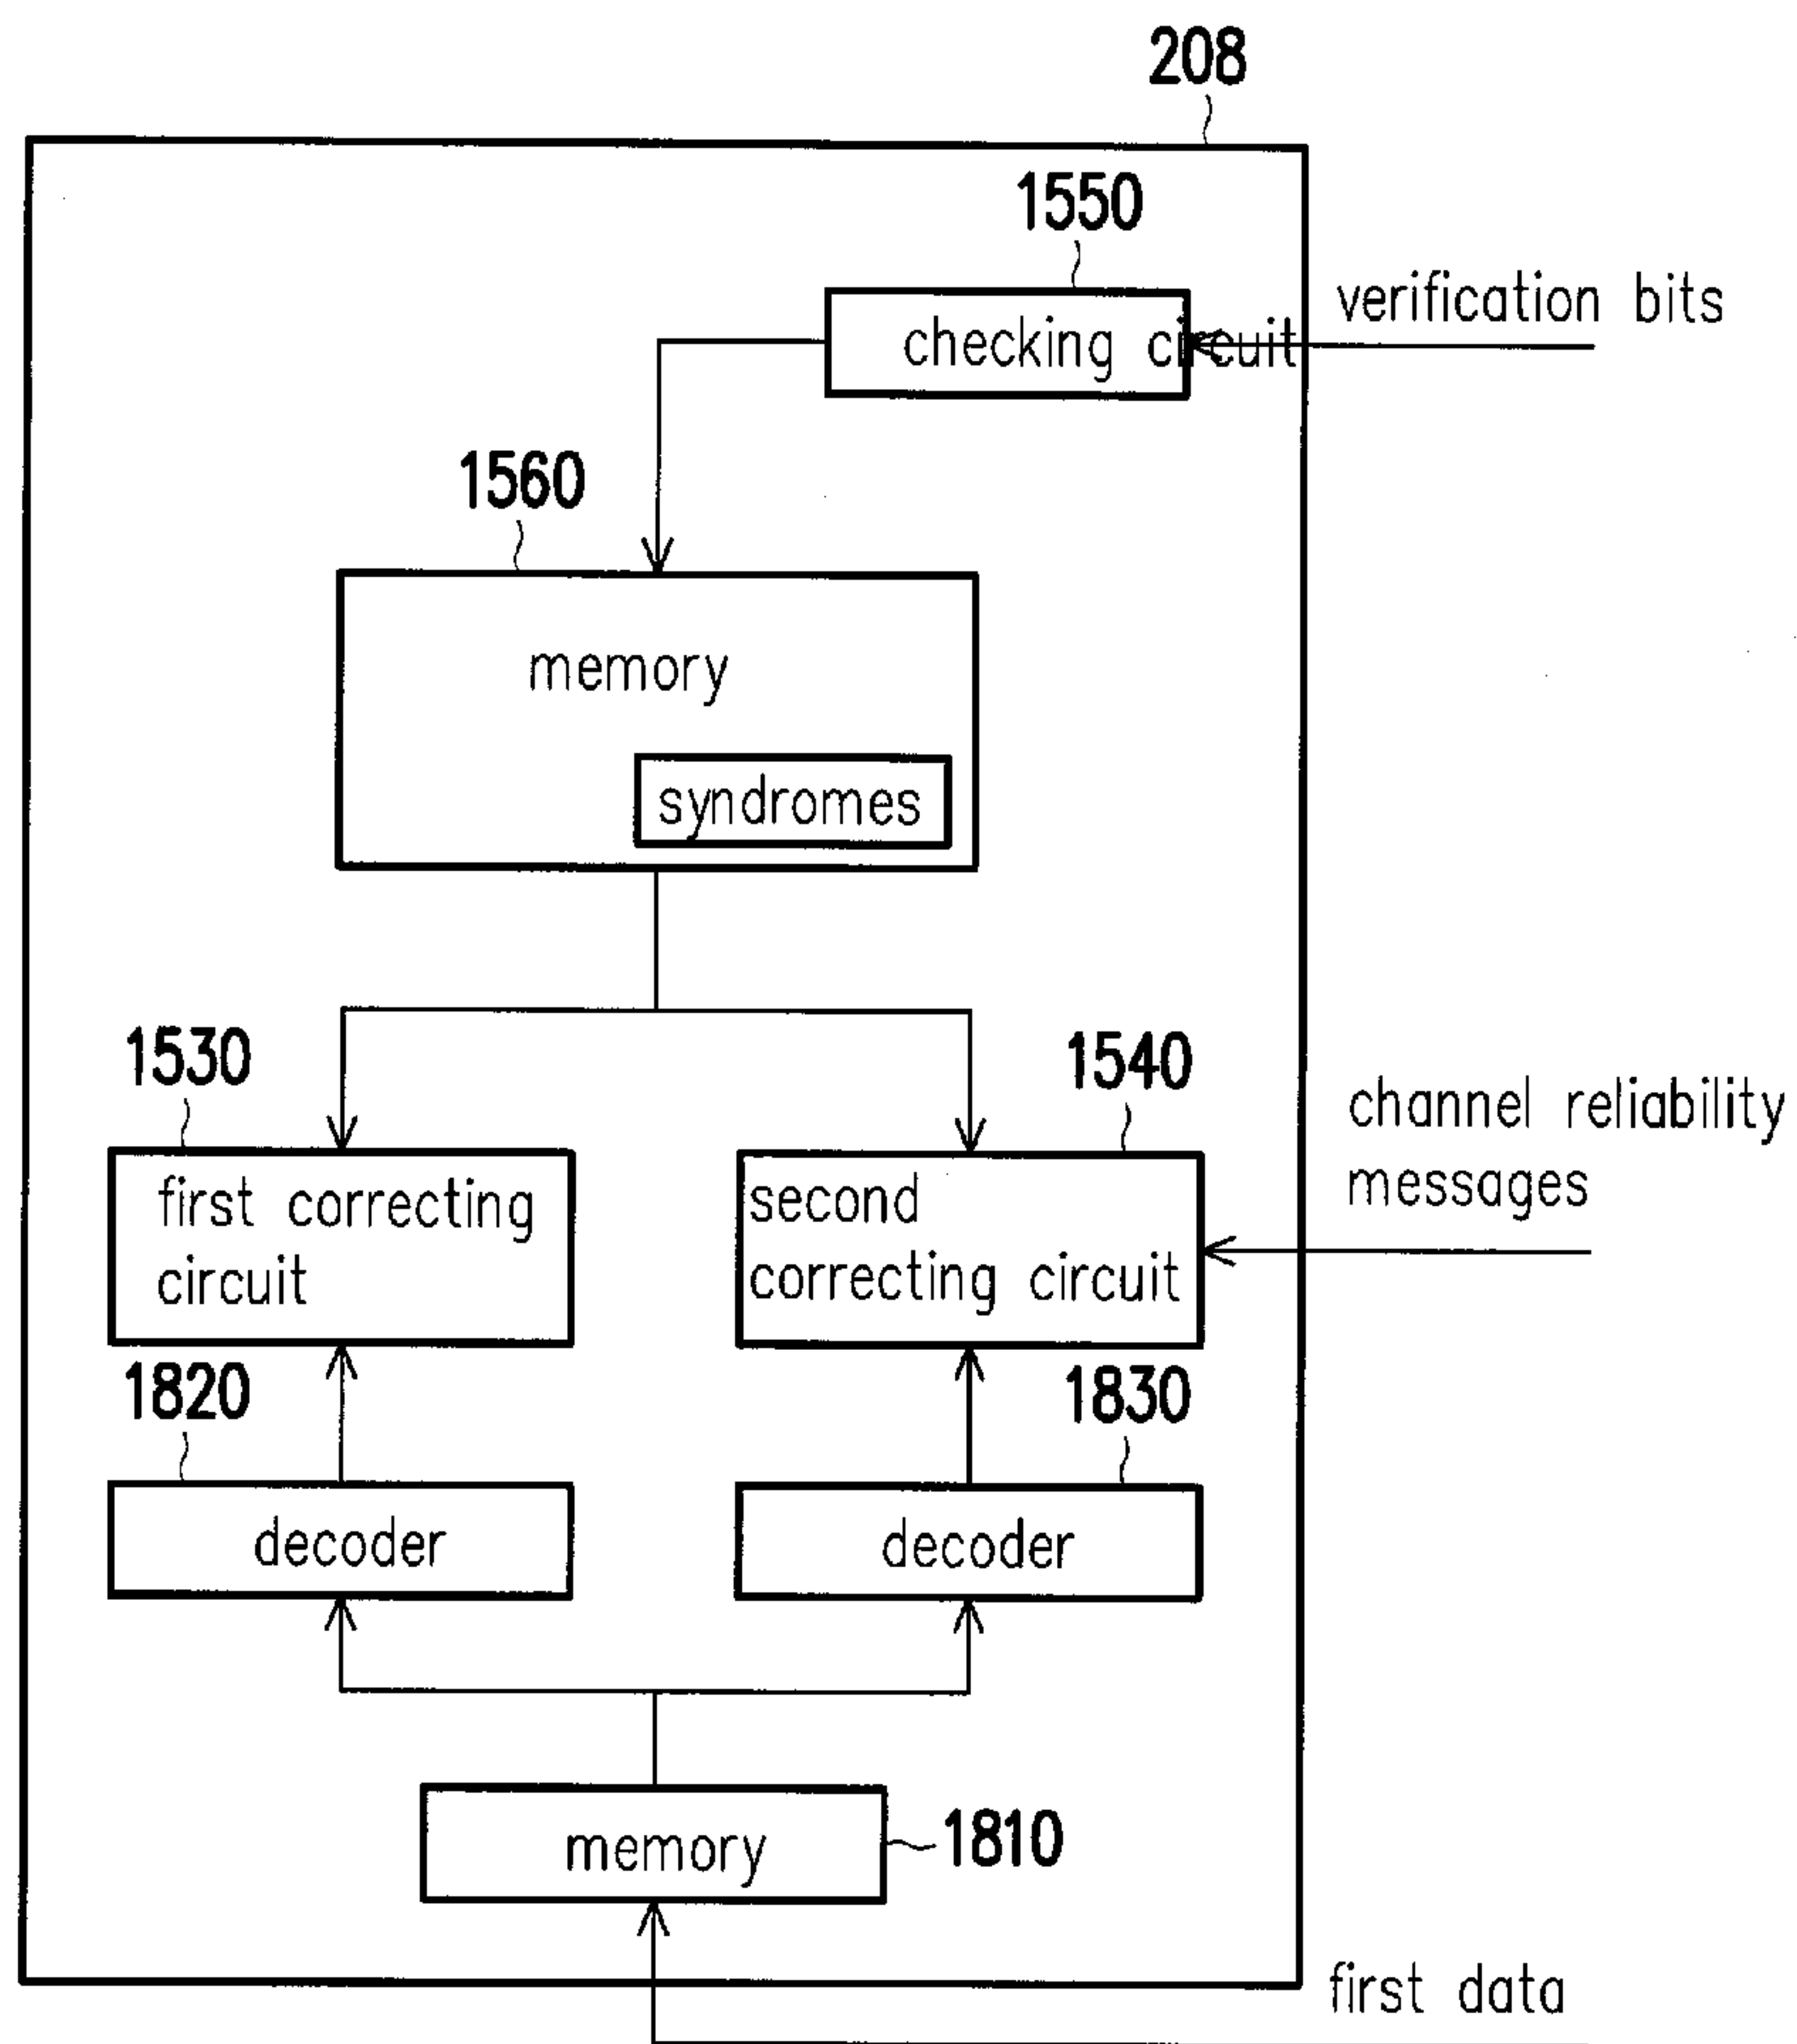 208
1550
verification bits
checking circuit
1560
memory
syndromes
1530
1540
channel reliability
messages
first correcting
circuit
second
correcting circuit
1820
1830
decoder
decoder
memory
1810
first data